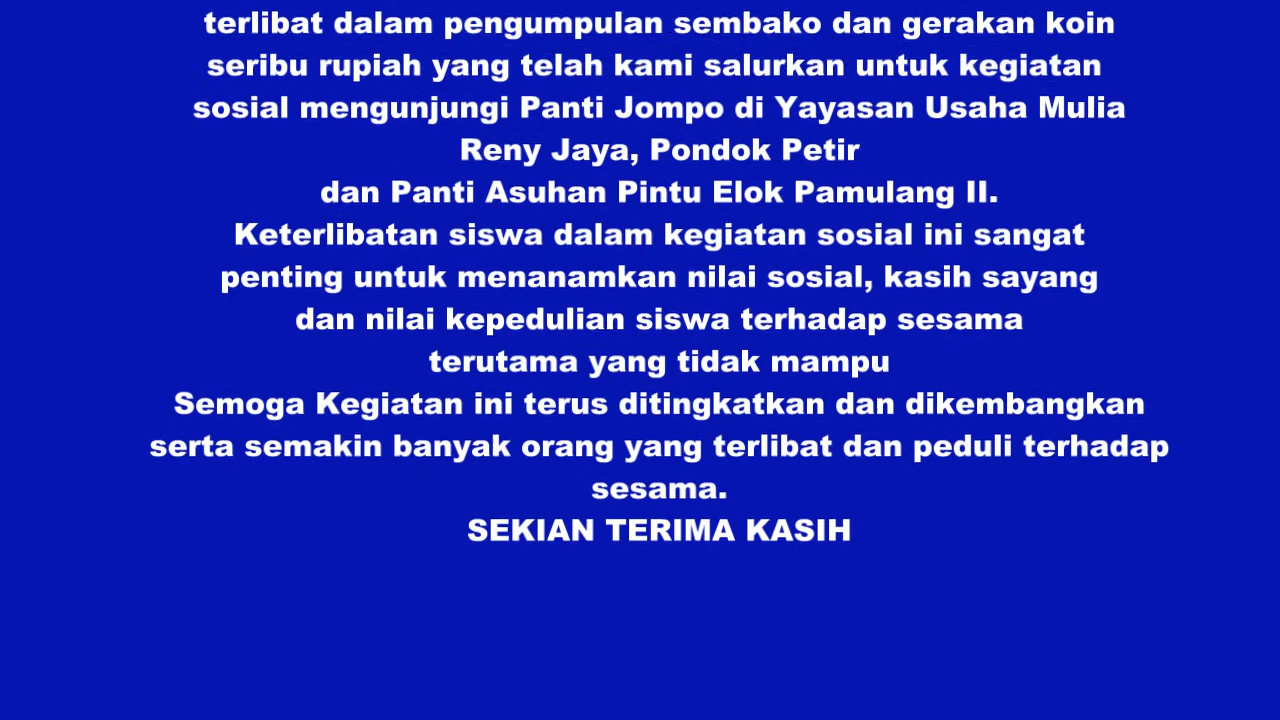 terlibat dalam pengumpulan sembako dan gerakan koin
seribu rupiah yang telah kami salurkan untuk kegiatan
sosial mengunjungi Panti Jompo di Yayasan Usaha Mulia
Reny Jaya, Pondok Petir
dan Panti Asuhan Pintu Elok Pamulang II.
Keterlibatan siswa dalam kegiatan sosial ini sangat
penting untuk menanamkan nilai sosial, kasih sayang
dan nilai kepedulian siswa terhadap sesama
terutama yang tidak mampu
Semoga Kegiatan ini terus ditingkatkan dan dikembangkan
serta semakin banyak orang yang terlibat dan peduli terhadap
sesama.
SEKIAN TERIMA KASIH